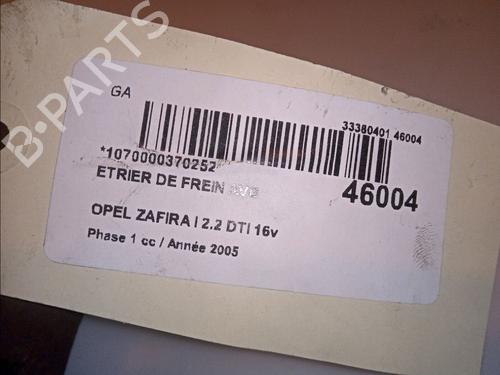 B-PARTS
GA
33380401 46004
*1070000370252
46004
ETRIER DE FREIN
OPEL ZAFIRA I 2.2 DTI 16v
Phase 1 cc / Année 2005